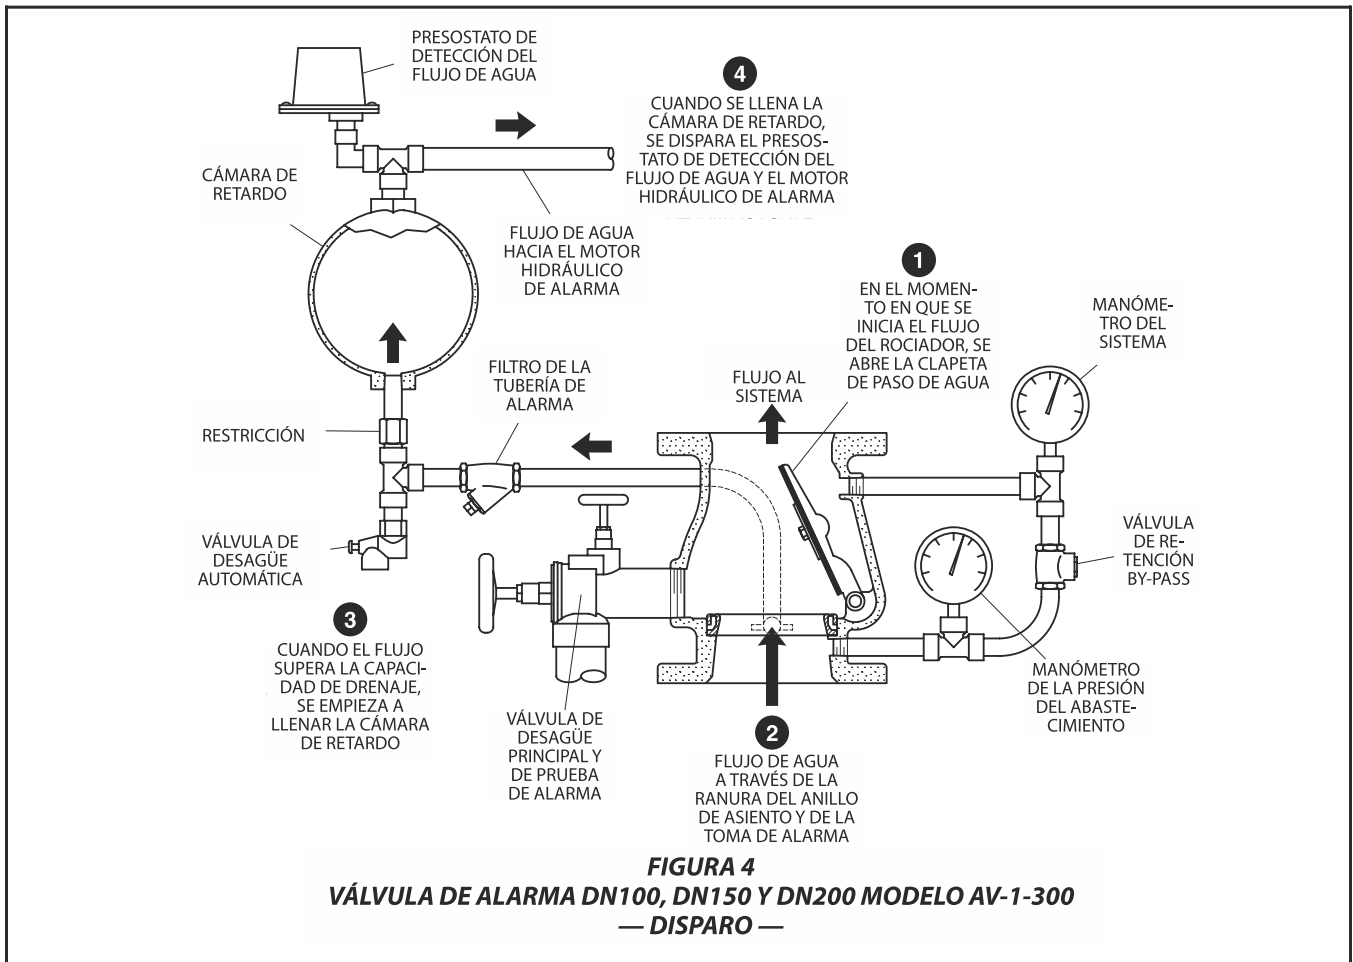 PRESOSTATO DE
DETECCIÓN DEL
FLUJO DE AGUA
4
CUANDO SE LLENA LA
CÁMARA DE RETARDO,
SE DISPARA EL PRESOS-
TATO DE DETECCIÓN DEL
FLUJO DE AGUA Y EL MOTOR
HIDRÁULICO DE ALARMA
CÁMARA DE
RETARDO
FLUJO DE AGUA
HACIA EL MOTOR
HIDRÁULICO
DE ALARMA
1
EN EL MOMEN-
TO EN QUE SE
INICIA EL FLUJO
DEL ROCIADOR, SE
ABRE LA CLAPETA
DE PASO DE AGUA
MANÓME-
TRO DEL
SISTEMA
FILTRO DE LA
TUBERÍA DE
ALARMA
FLUJO AL
SISTEMA
RESTRICCIÓN
VÁLVULA DE
DESAGÜE
AUTOMÁTICA
VÁLVULA
DE RE-
TENCIÓN
BY-PASS
3
CUANDO EL FLUJO
SUPERA LA CAPACI-
DAD DE DRENAJE,
SE EMPIEZA A
LLENAR LA CÁMARA
DE RETARDO
VÁLVULA DE
DESAGÜE
PRINCIPAL Y
DE PRUEBA
DE ALARMA
2
FLUJO DE AGUA
A TRAVÉS DE LA
RANURA DEL ANILLO
DE ASIENTO Y DE LA
TOMA DE ALARMA
MANÓMETRO
DE LA PRESIÓN
DEL ABASTE-
CIMIENTO
FIGURA 4
VÁLVULA DE ALARMA DN100, DN150 Y DN200 MODELO AV-1-300
— DISPARO —